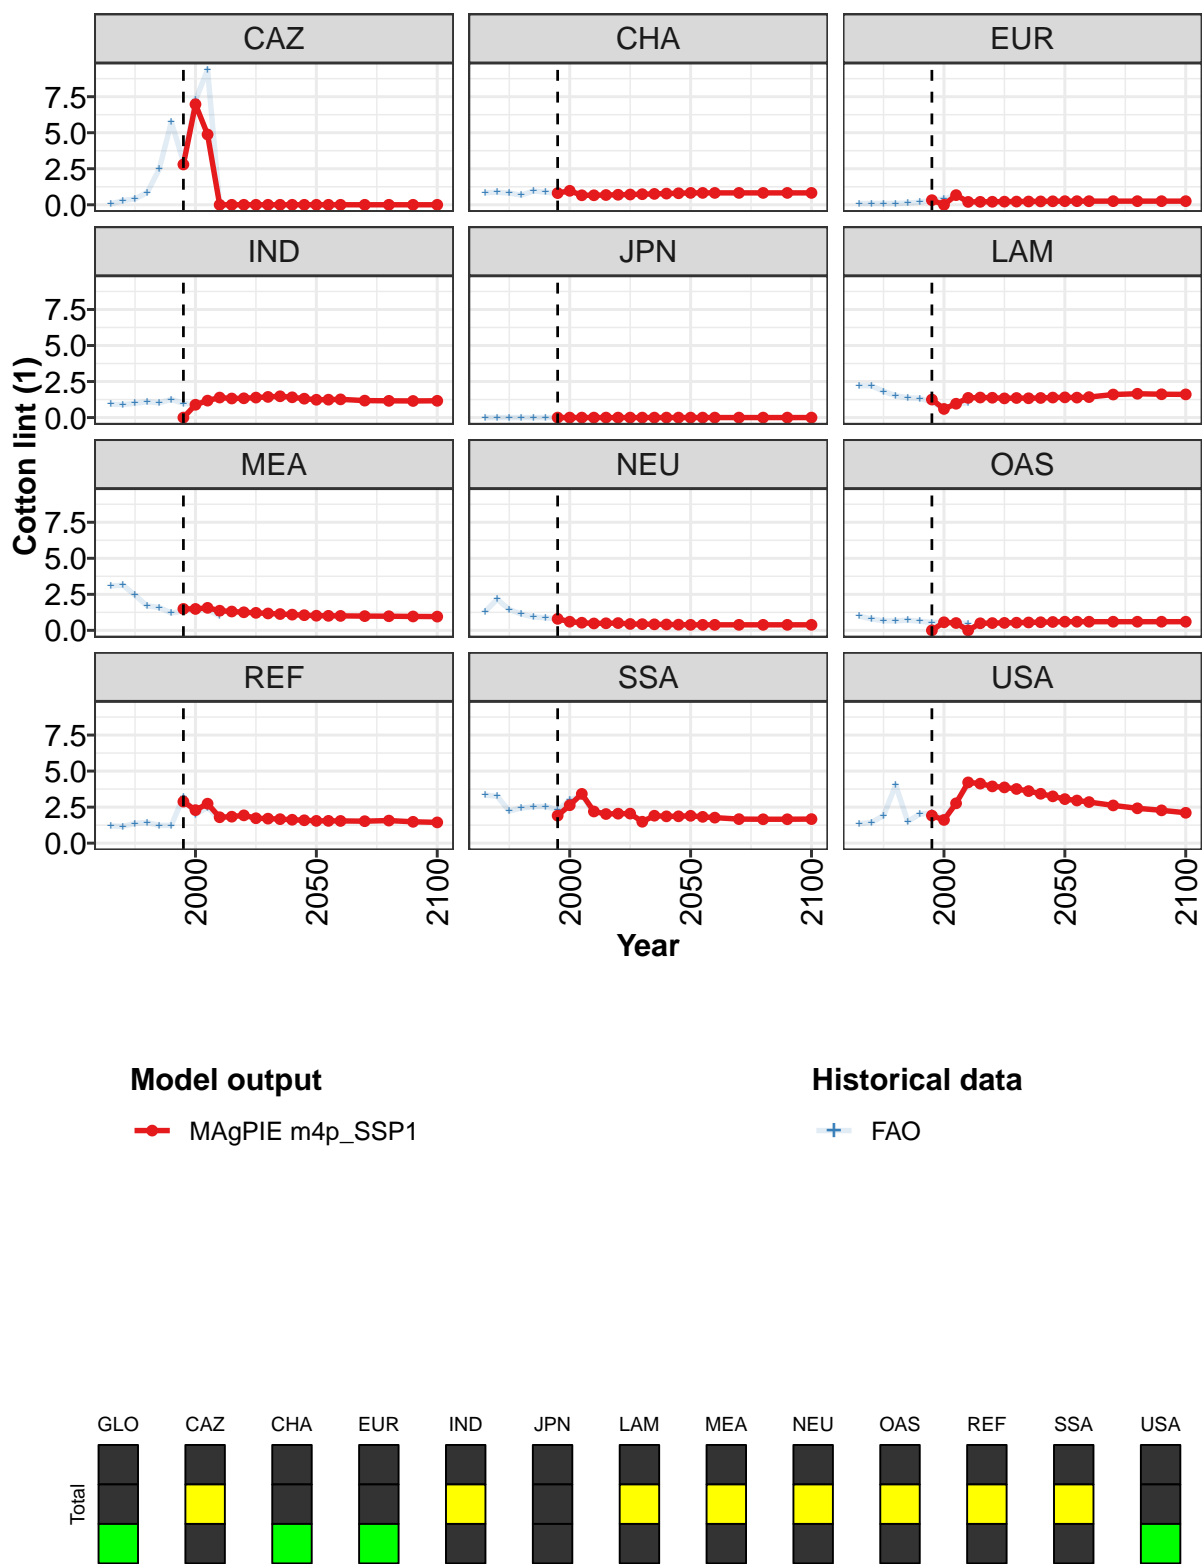 CAZ CHA EUR
7.5
5.0
2.5
0.0
IND JPN LAM
7.5
5.0
2.5
0.0
MEA NEU OAS
7.5
5.0
2.5
0.0
REF SSA USA
7.5
5.0
2.5
0.0
Cotton lint (1)
2000 2050 2100 2000 2050 2100 2000 2050 2100
Year
Model output
MAgPIE m4p_SSP1
Historical data
FAO
GLO CAZ CHA EUR IND JPN LAM MEA NEU OAS REF SSA USA
Total